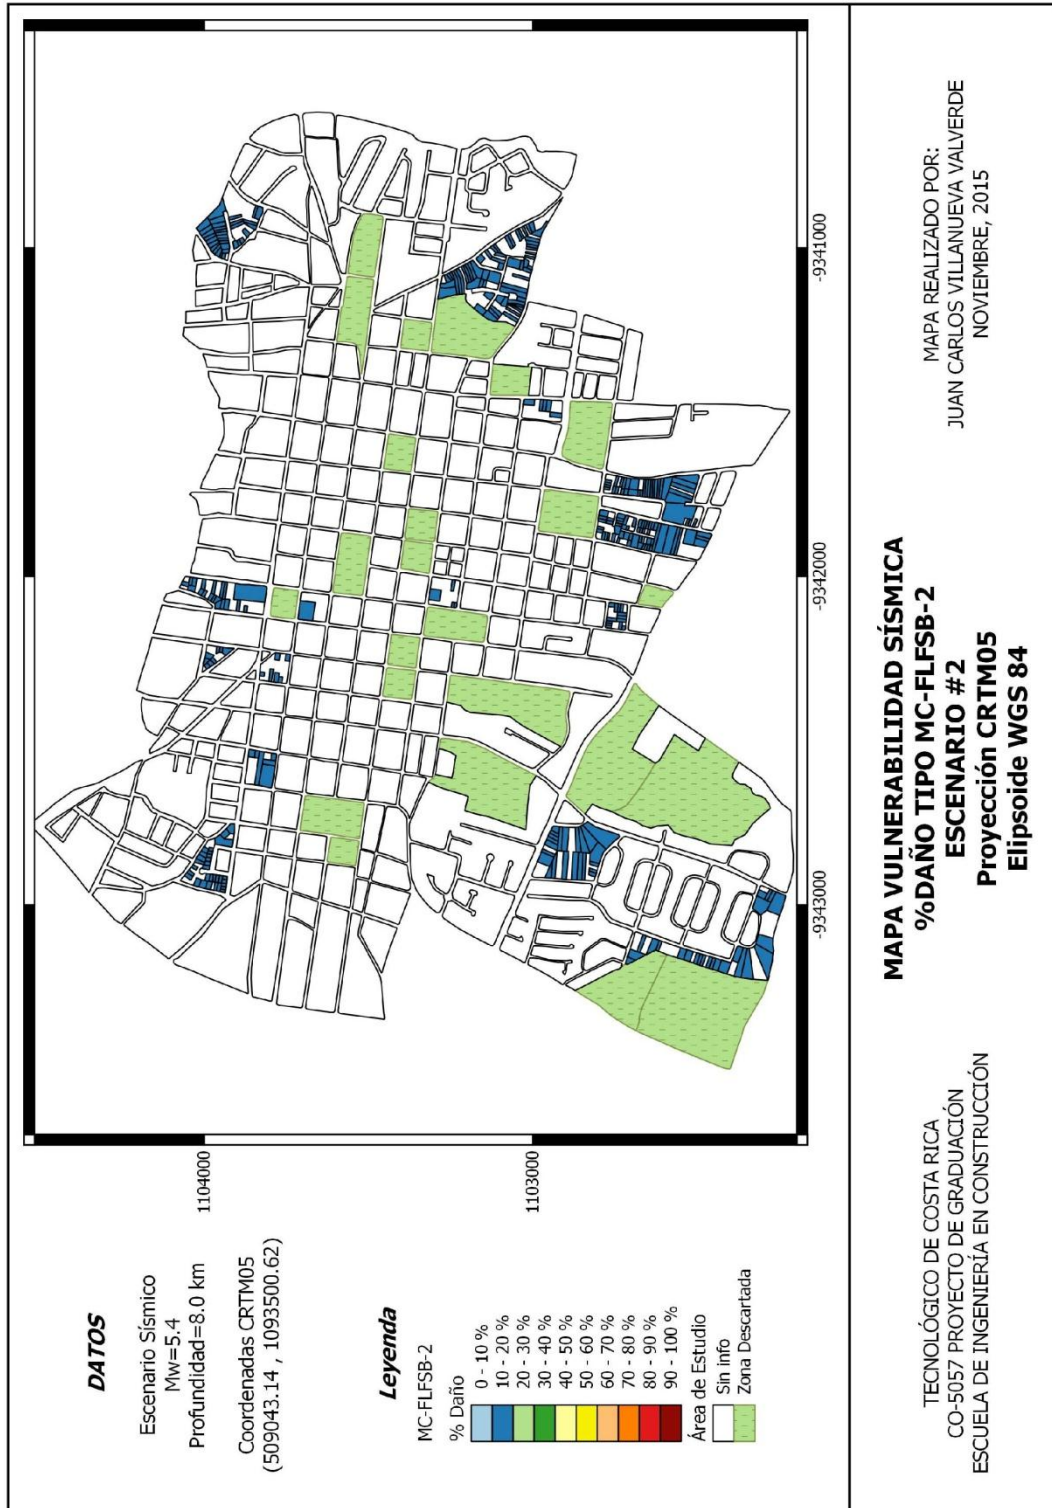 DATOS
Escenario Sísmico
Mw=5.4
Profundidad=8.0 km
Coordenadas CRTM05
(509043.14 , 1093500.62)
Leyenda
MC-FLFSB-2
% Daño
0 - 10 %
10 - 20 %
20 - 30 %
30 - 40 %
40 - 50 %
50 - 60 %
60 - 70 %
70 - 80 %
80 - 90 %
90 - 100 %
Área de Estudio
Sin info
Zona Descartada
1104000
1103000
-9343000
-9342000
-9341000
TECNOLÓGICO DE COSTA RICA
CO-5057 PROYECTO DE GRADUACIÓN
ESCUELA DE INGENIERÍA EN CONSTRUCCIÓN
MAPA VULNERABILIDAD SÍSMICA
%DAÑO TIPO MC-FLFSB-2
ESCENARIO #2
Proyección CRTM05
Elipsoide WGS 84
MAPA REALIZADO POR:
JUAN CARLOS VILLANUEVA VALVERDE
NOVIEMBRE, 2015